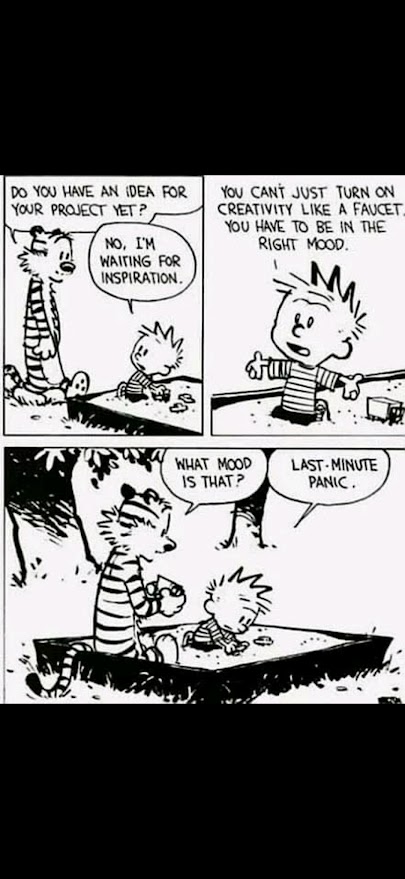 DO YOU HAVE AN IDEA FOR
YOUR PROJECT YET?
NO, I'M
WAITING FOR
INSPIRATION.
YOU CAN'T JUST TURN ON
CREATIVITY LIKE A FAUCET.
YOU HAVE TO BE IN THE
RIGHT MOOD.
WHAT MOOD
IS THAT?
LAST-MINUTE
PANIC.